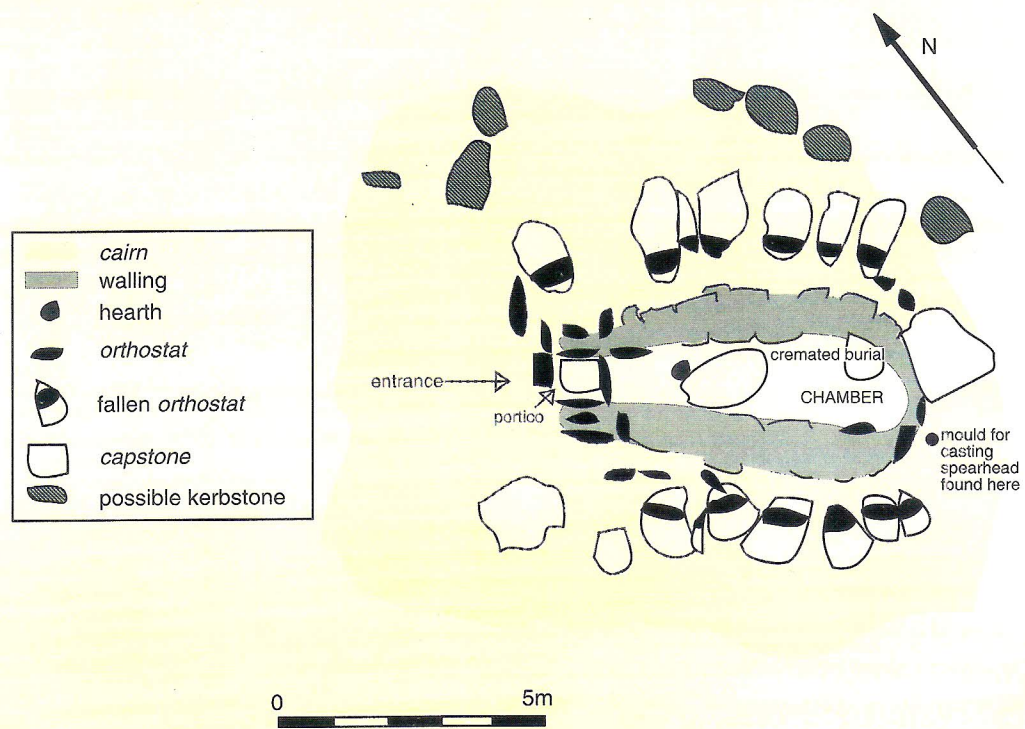 N
cairn
walling
hearth
orthostat
fallen orthostat
capstone
possible kerbstone
entrance
portico
cremated burial
CHAMBER
mould for
casting
spearhead
found here
0
5m